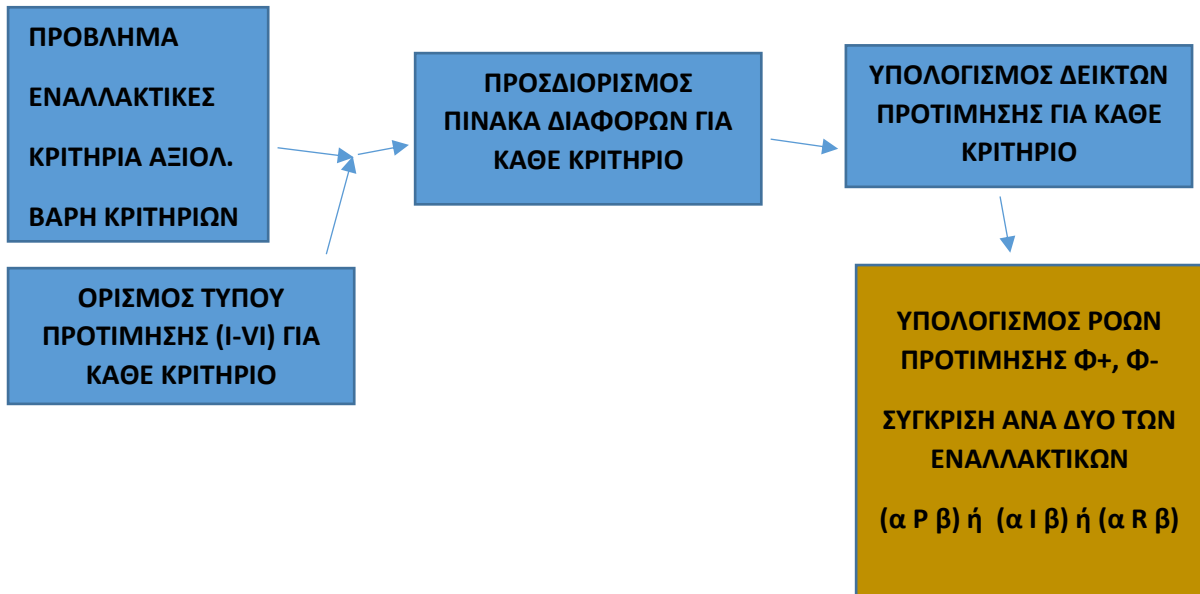 ΠΡΟΒΛΗΜΑ
ΕΝΑΛΛΑΚΤΙΚΕΣ
ΚΡΙΤΗΡΙΑ ΑΞΙΟΛ.
ΒΑΡΗ ΚΡΙΤΗΡΙΩΝ
ΟΡΙΣΜΟΣ ΤΥΠΟΥ
ΠΡΟΤΙΜΗΣΗΣ (I-VI) ΓΙΑ
ΚΑΘΕ ΚΡΙΤΗΡΙΟ
ΠΡΟΣΔΙΟΡΙΣΜΟΣ
ΠΙΝΑΚΑ ΔΙΑΦΟΡΩΝ ΓΙΑ
ΚΑΘΕ ΚΡΙΤΗΡΙΟ
ΥΠΟΛΟΓΙΣΜΟΣ ΔΕΙΚΤΩΝ
ΠΡΟΤΙΜΗΣΗΣ ΓΙΑ ΚΑΘΕ
ΚΡΙΤΗΡΙΟ
ΥΠΟΛΟΓΙΣΜΟΣ ΡΟΩΝ
ΠΡΟΤΙΜΗΣΗΣ Φ+, Φ-
ΣΥΓΚΡΙΣΗ ΑΝΑ ΔΥΟ ΤΩΝ
ΕΝΑΛΛΑΚΤΙΚΩΝ
(α P β) ή (α I β) ή (α R β)